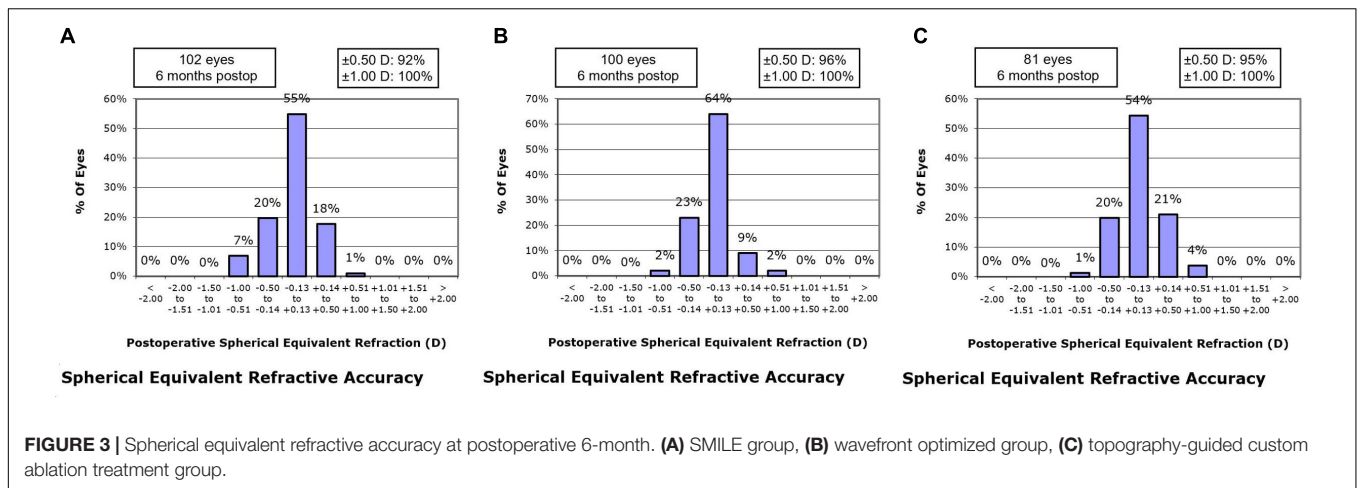 A
102 eyes
6 months postop
±0.50 D: 92%
±1.00 D: 100%
% Of Eyes
60%
50%
40%
30%
20%
10%
0%
0% 0% 0% 7% 20% 55% 18% 1% 0% 0% 0%
< -2.00 to -1.50 to -1.00 to -0.50 to -0.13 to +0.14 to +0.51 to +1.01 to +1.51 to >
-2.00 -1.51 -1.01 -0.51 -0.14 +0.13 +0.50 +1.00 +1.50 +2.00 +2.00
Postoperative Spherical Equivalent Refraction (D)
Spherical Equivalent Refractive Accuracy
B
100 eyes
6 months postop
±0.50 D: 96%
±1.00 D: 100%
% Of Eyes
70%
60%
50%
40%
30%
20%
10%
0%
0% 0% 0% 2% 23% 64% 9% 2% 0% 0% 0%
< -2.00 to -1.50 to -1.00 to -0.50 to -0.13 to +0.14 to +0.51 to +1.01 to +1.51 to >
-2.00 -1.51 -1.01 -0.51 -0.14 +0.13 +0.50 +1.00 +1.50 +2.00 +2.00
Postoperative Spherical Equivalent Refraction (D)
Spherical Equivalent Refractive Accuracy
C
81 eyes
6 months postop
±0.50 D: 95%
±1.00 D: 100%
% Of Eyes
60%
50%
40%
30%
20%
10%
0%
0% 0% 0% 1% 20% 54% 21% 4% 0% 0% 0%
< -2.00 to -1.50 to -1.00 to -0.50 to -0.13 to +0.14 to +0.51 to +1.01 to +1.51 to >
-2.00 -1.51 -1.01 -0.51 -0.14 +0.13 +0.50 +1.00 +1.50 +2.00 +2.00
Postoperative Spherical Equivalent Refraction (D)
Spherical Equivalent Refractive Accuracy
FIGURE 3 | Spherical equivalent refractive accuracy at postoperative 6-month. (A) SMILE group, (B) wavefront optimized group, (C) topography-guided custom
ablation treatment group.